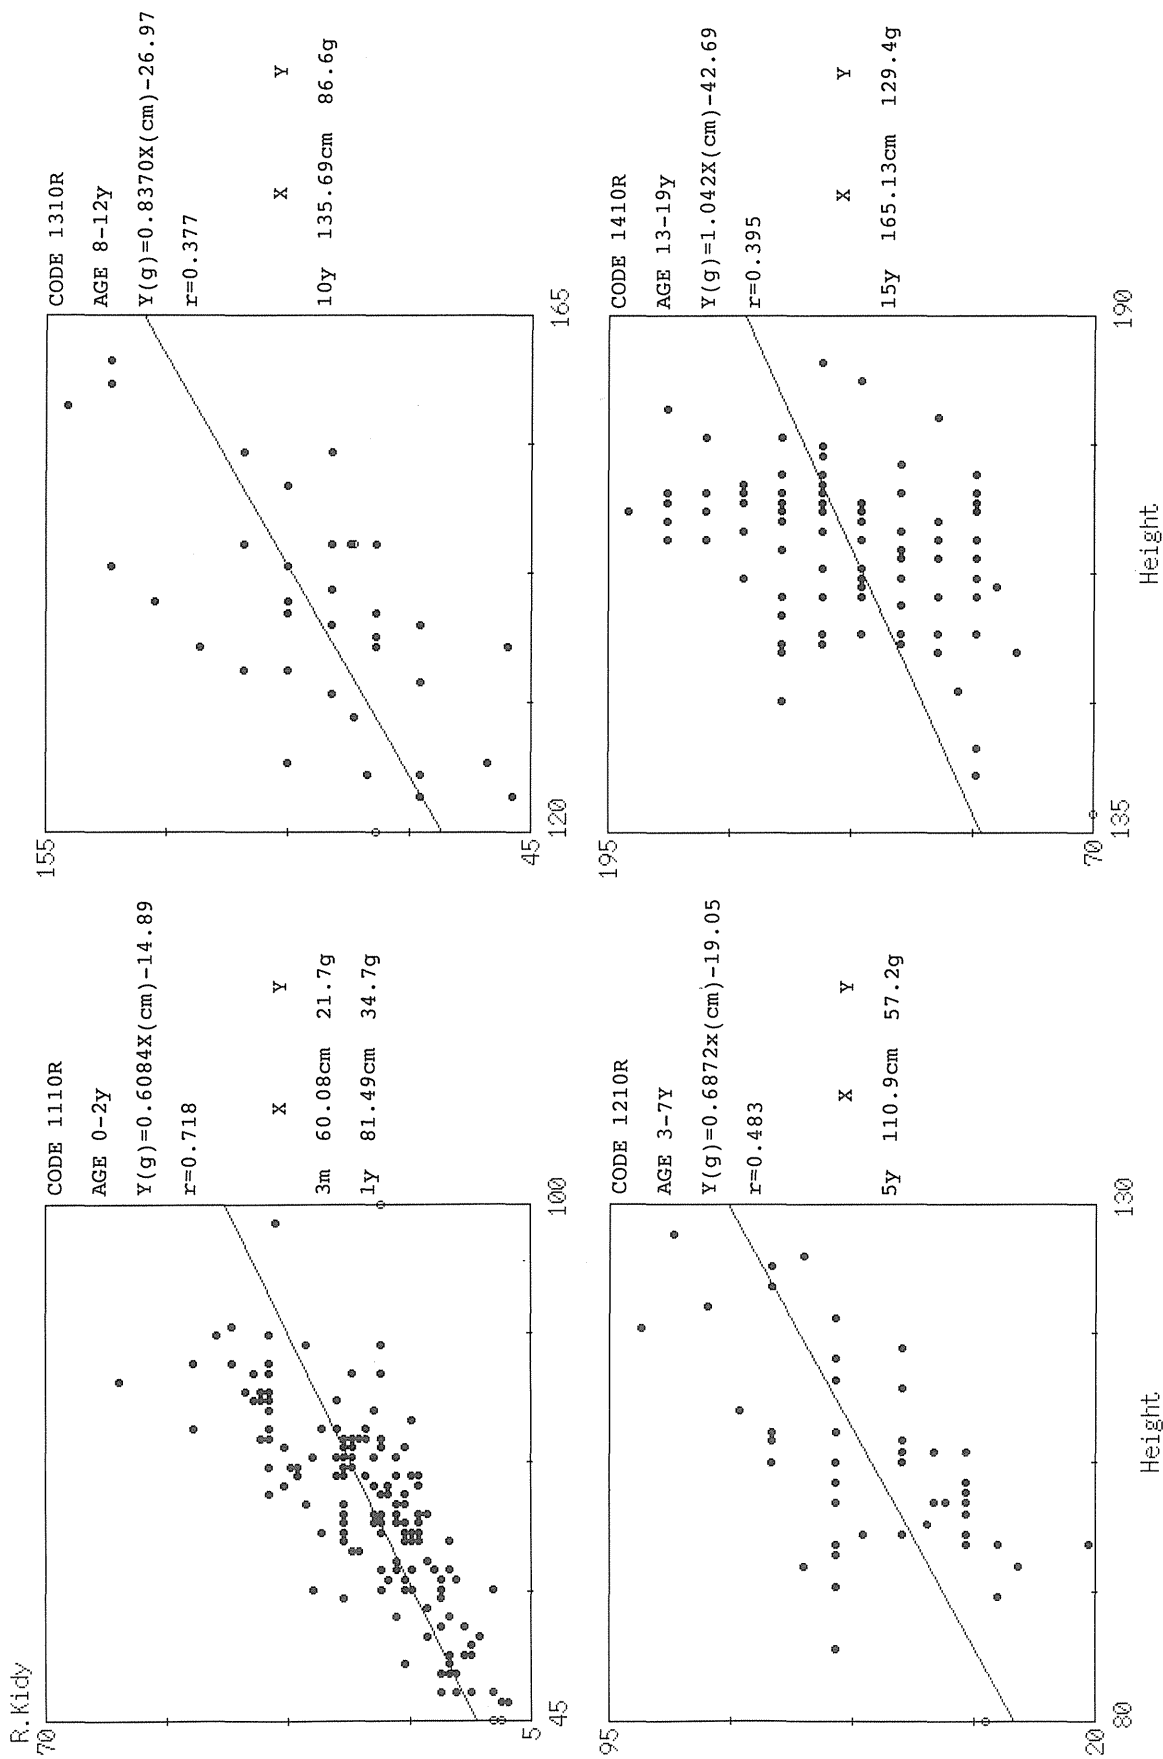 R.Kidy
70
5
45
100
CODE 1110R
AGE 0-2y
Y(g)=0.6084X(cm)-14.89
r=0.718
X Y
3m 60.08cm 21.7g
1y 81.49cm 34.7g
155
45
120
165
CODE 1310R
AGE 8-12y
Y(g)=0.8370X(cm)-26.97
r=0.377
X Y
10y 135.69cm 86.6g
95
20
80
130
Height
CODE 1210R
AGE 3-7Y
Y(g)=0.6872x(cm)-19.05
r=0.483
X Y
5y 110.9cm 57.2g
195
70
135
190
Height
CODE 1410R
AGE 13-19y
Y(g)=1.042X(cm)-42.69
r=0.395
X Y
15y 165.13cm 129.4g